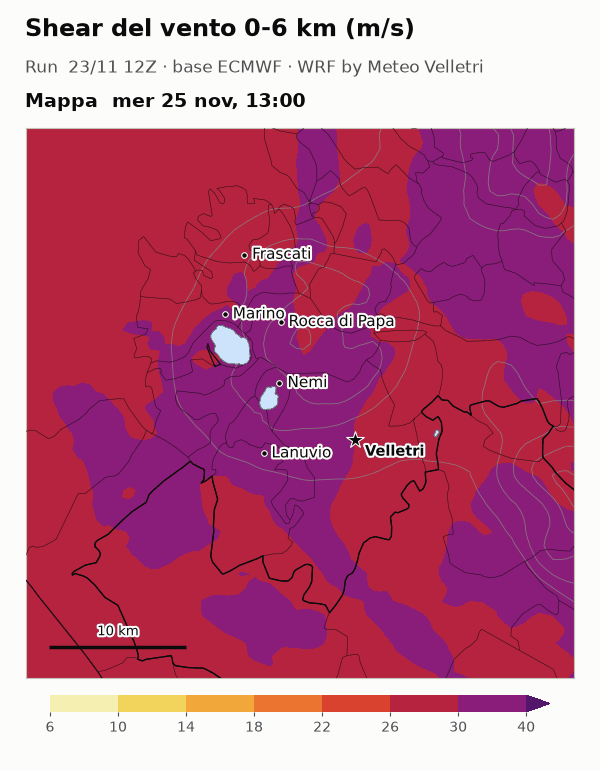 Shear del vento 0-6 km (m/s)
Run  23/11 12Z · base ECMWF · WRF by Meteo Velletri
Mappa  mer 25 nov, 13:00
Frascati
Marino
Rocca di Papa
Nemi
Velletri
Lanuvio
10 km
6 10 14 18 22 26 30 40